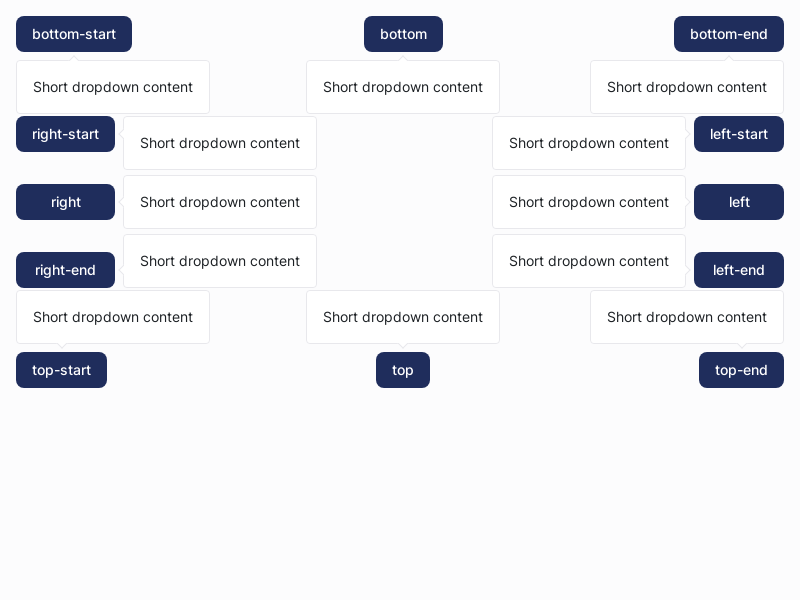 bottom-start
bottom
bottom-end
Short dropdown content
Short dropdown content
Short dropdown content
right-start
Short dropdown content
Short dropdown content
left-start
right
Short dropdown content
Short dropdown content
left
right-end
Short dropdown content
Short dropdown content
left-end
Short dropdown content
Short dropdown content
Short dropdown content
top-start
top
top-end